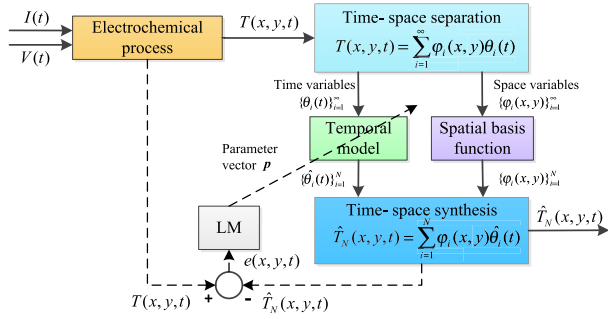 I(t)
V(t)
Electrochemical
process
T(x,y,t)
Time- space separation
T(x,y,t) = ∑_{i=1}^{∞} φ_i(x,y)θ_i(t)
Time variables
{θ_i(t)}_{i=1}^{∞}
Space variables
{φ_i(x,y)}_{i=1}^{∞}
Parameter
vector p
Temporal
model
Spatial basis
function
{θ̂_i(t)}_{i=1}^{N}
{φ_i(x,y)}_{i=1}^{N}
Time- space synthesis
T̂_N(x,y,t) = ∑_{i=1}^{N} φ_i(x,y)θ̂_i(t)
T̂_N(x,y,t)
LM
e(x,y,t)
T(x,y,t)
+
-
T̂_N(x,y,t)